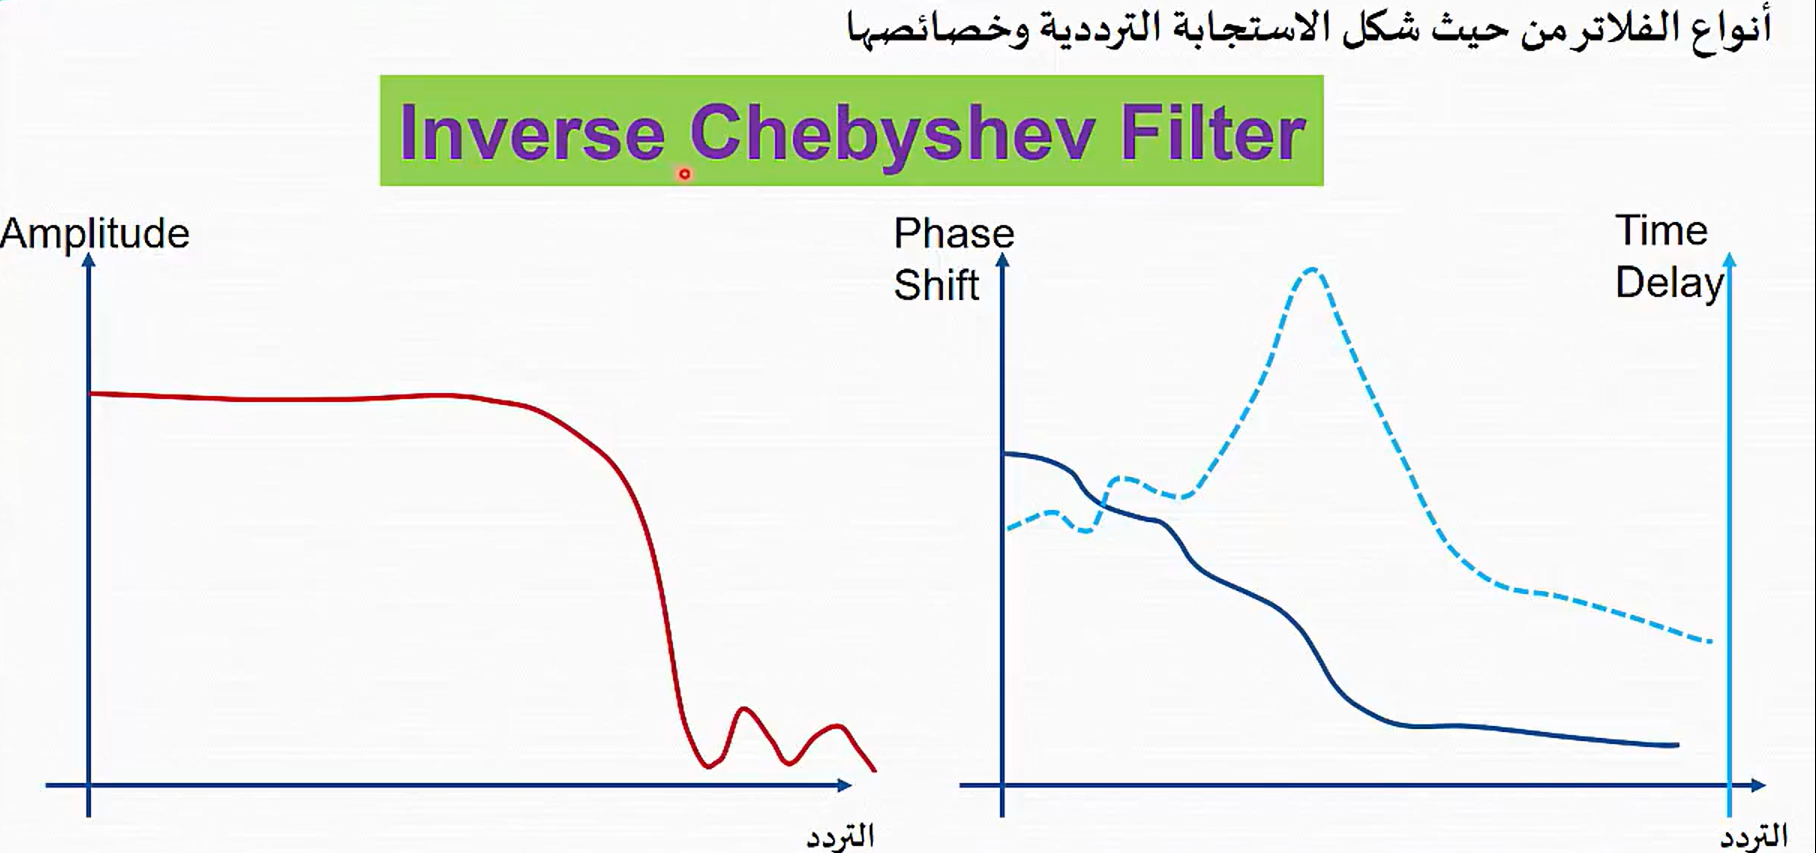 أنواع الفلاتر من حيث شكل الاستجابة الترددية وخصائصها
Inverse Chebyshev Filter
Amplitude
التردد
Phase
Shift
Time
Delay
التردد